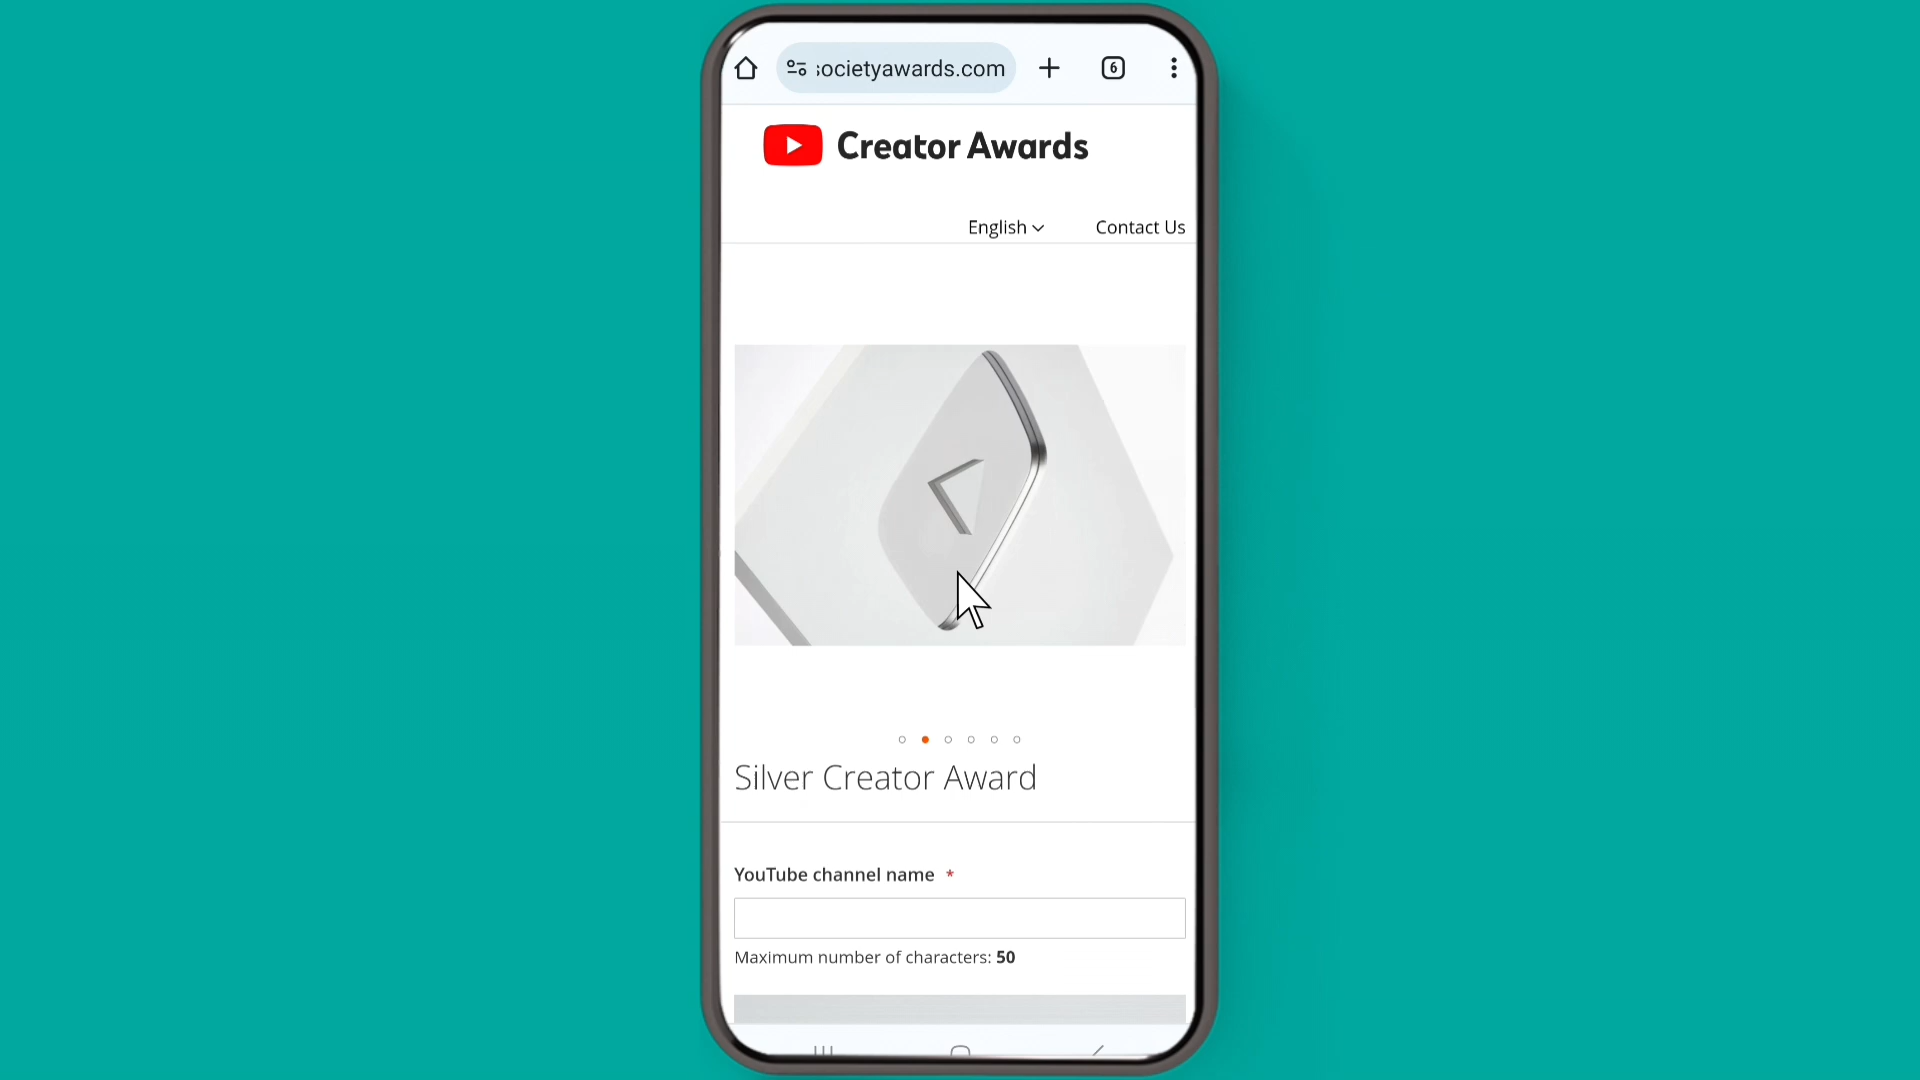 :ocietyawards.com
6
Creator Awards
English
Contact Us
Silver Creator Award
YouTube channel name *
Maximum number of characters: 50